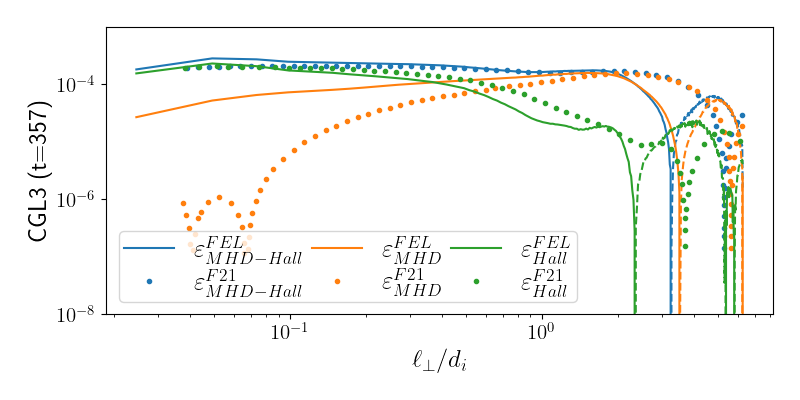 10^{-4}
10^{-6}
10^{-8}
CGL3 (t=357)
ε^{FEL}_{MHD−Hall} ε^{FEL}_{MHD} ε^{FEL}_{Hall}
ε^{F21}_{MHD−Hall} ε^{F21}_{MHD} ε^{F21}_{Hall}
10^{-1} 10^{0}
ℓ_⊥/d_i